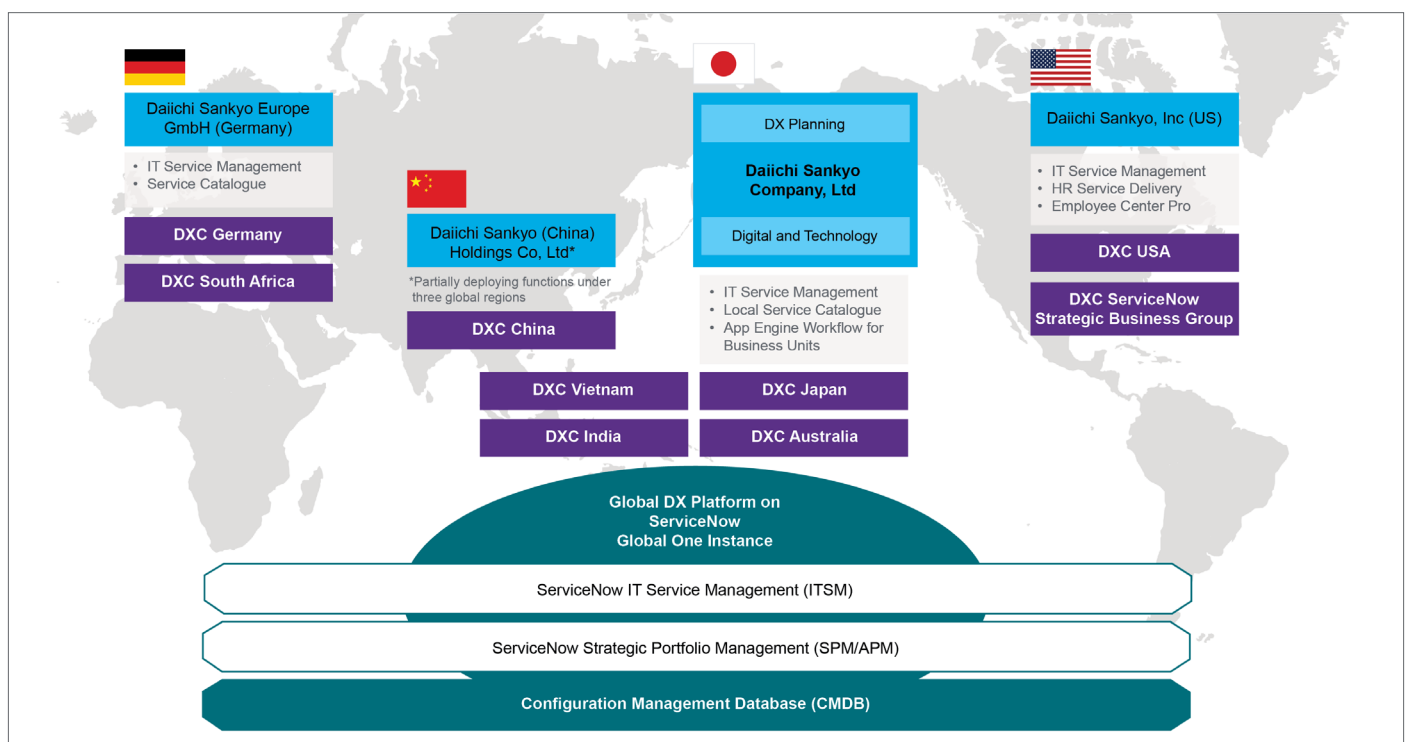 Daiichi Sankyo Europe
GmbH (Germany)
• IT Service Management
• Service Catalogue
DXC Germany
DXC South Africa
Daiichi Sankyo (China)
Holdings Co, Ltd*
*Partially deploying functions under
three global regions
DXC China
DX Planning
Daiichi Sankyo
Company, Ltd
Digital and Technology
• IT Service Management
• Local Service Catalogue
• App Engine Workflow for
Business Units
DXC Vietnam
DXC Japan
DXC India
DXC Australia
Daiichi Sankyo, Inc (US)
• IT Service Management
• HR Service Delivery
• Employee Center Pro
DXC USA
DXC ServiceNow
Strategic Business Group
Global DX Platform on
ServiceNow
Global One Instance
ServiceNow IT Service Management (ITSM)
ServiceNow Strategic Portfolio Management (SPM/APM)
Configuration Management Database (CMDB)